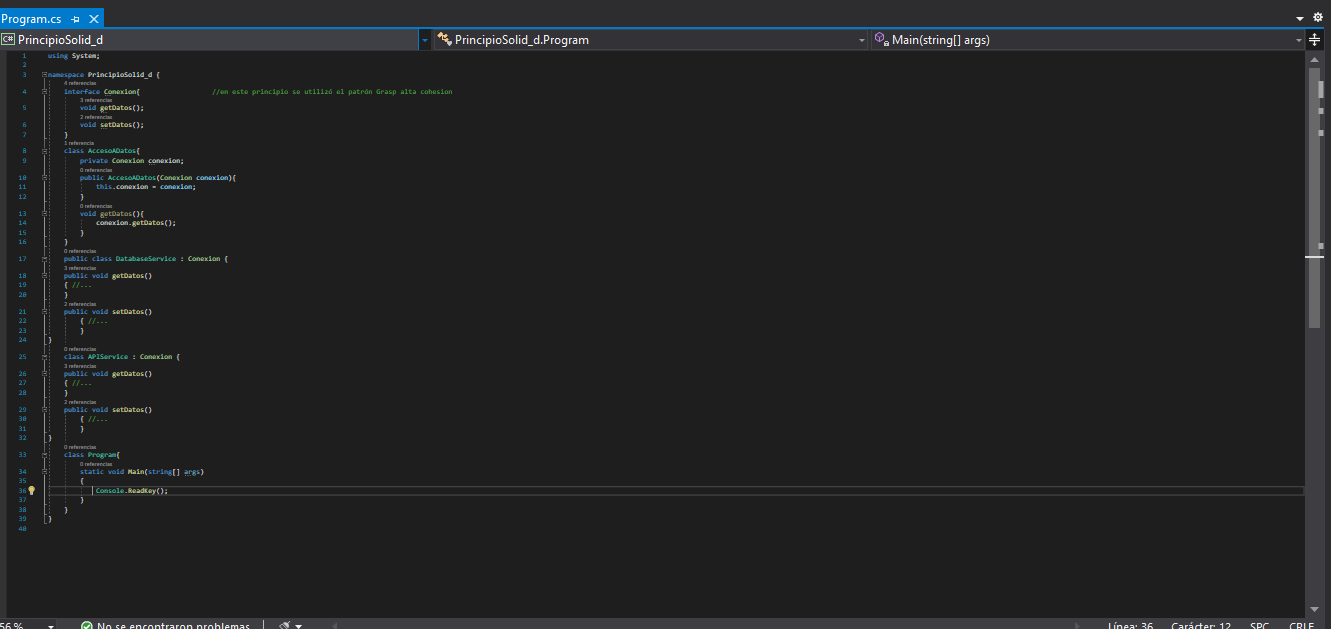 Program.cs
PrincipioSolid_d PrincipioSolid_d.Program Main(string[] args)
1 using System;
2
3 namespace PrincipioSolid_d {
4 referencias
4 interface Conexion{ //en este principio se utilizó el patrón Grasp alta cohesion
3 referencias
5 void getDatos();
2 referencias
6 void setDatos();
7 }
1 referencia
8 class AccesoADatos{
9 private Conexion conexion;
0 referencias
10 public AccesoADatos(Conexion conexion){
11 this.conexion = conexion;
12 }
0 referencias
13 void getDatos(){
14 conexion.getDatos();
15 }
16 }
0 referencias
17 public class DatabaseService : Conexion {
3 referencias
18 public void getDatos()
19 { //...
20 }
2 referencias
21 public void setDatos()
22 { //...
23 }
24 }
0 referencias
25 class APIService : Conexion {
3 referencias
26 public void getDatos()
27 { //...
28 }
2 referencias
29 public void setDatos()
30 { //...
31 }
32 }
0 referencias
33 class Program{
0 referencias
34 static void Main(string[] args)
35 {
36 Console.ReadKey();
37 }
38 }
39 }
40
56 % No se encontraron problemas Línea: 36 Carácter: 12 SPC CRLF